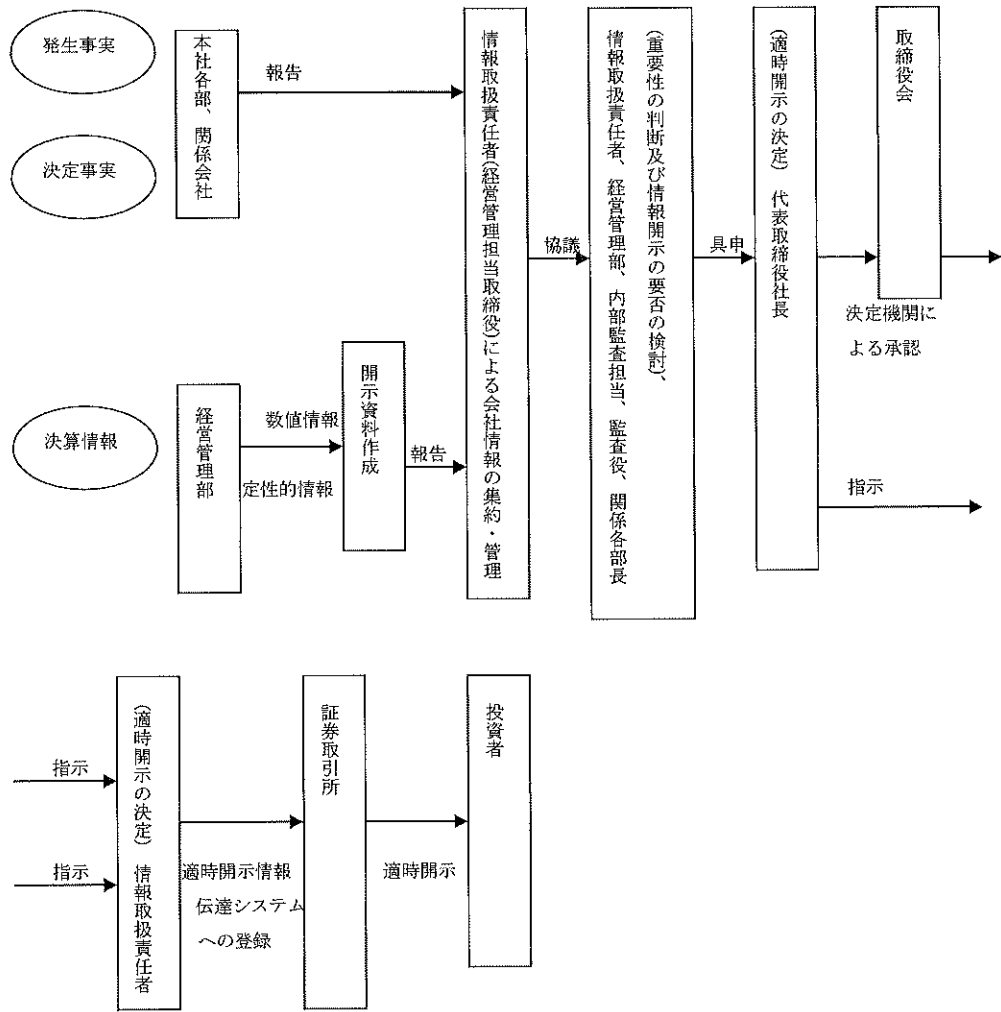 発生事実
決定事実
本社各部、関係会社
報告
決算情報
経営管理部
数値情報
定性的情報
開示資料作成
報告
情報取扱責任者(経営管理担当取締役)による会社情報の集約・管理
協議
(重要性の判断及び情報開示の要否の検討)、
情報取扱責任者、経営管理部、内部監査担当、監査役、関係各部長
具申
(適時開示の決定) 代表取締役社長
取締役会
決定機関に
よる承認
指示
指示
指示
(適時開示の決定) 情報取扱責任者
適時開示情報
伝達システム
への登録
証券取引所
適時開示
投資者